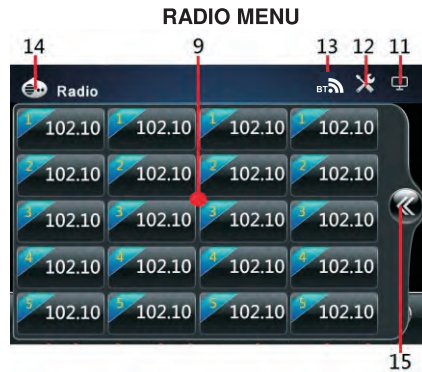 RADIO MENU
14 9 13 12 11
Radio BT
1 102.10 1 102.10 1 102.10 1 102.10
2 102.10 2 102.10 2 102.10 2 102.10
3 102.10 3 102.10 3 102.10 3 102.10
4 102.10 4 102.10 4 102.10 4 102.10
5 102.10 5 102.10 5 102.10 5 102.10
15